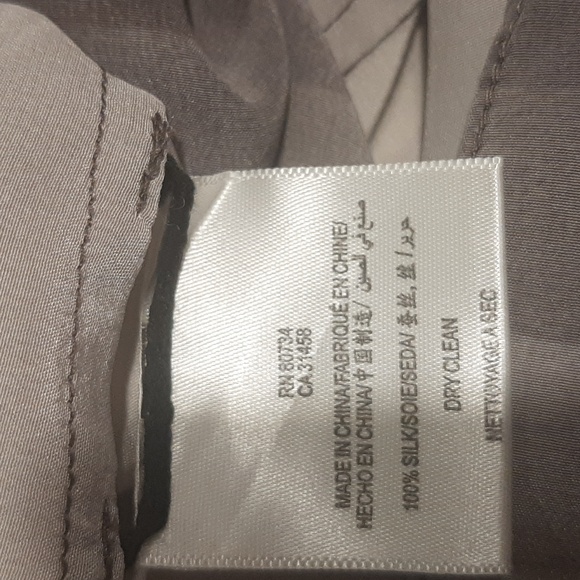 RN 80734
CA 31458
MADE IN CHINA/FABRIQUÉ EN CHINE/
HECHO EN CHINA/中国制造/ صنع في الصين
100% SILK/SOIE/SEDA/蚕丝, 丝 / حرير
DRY CLEAN
NETTOYAGE A SEC